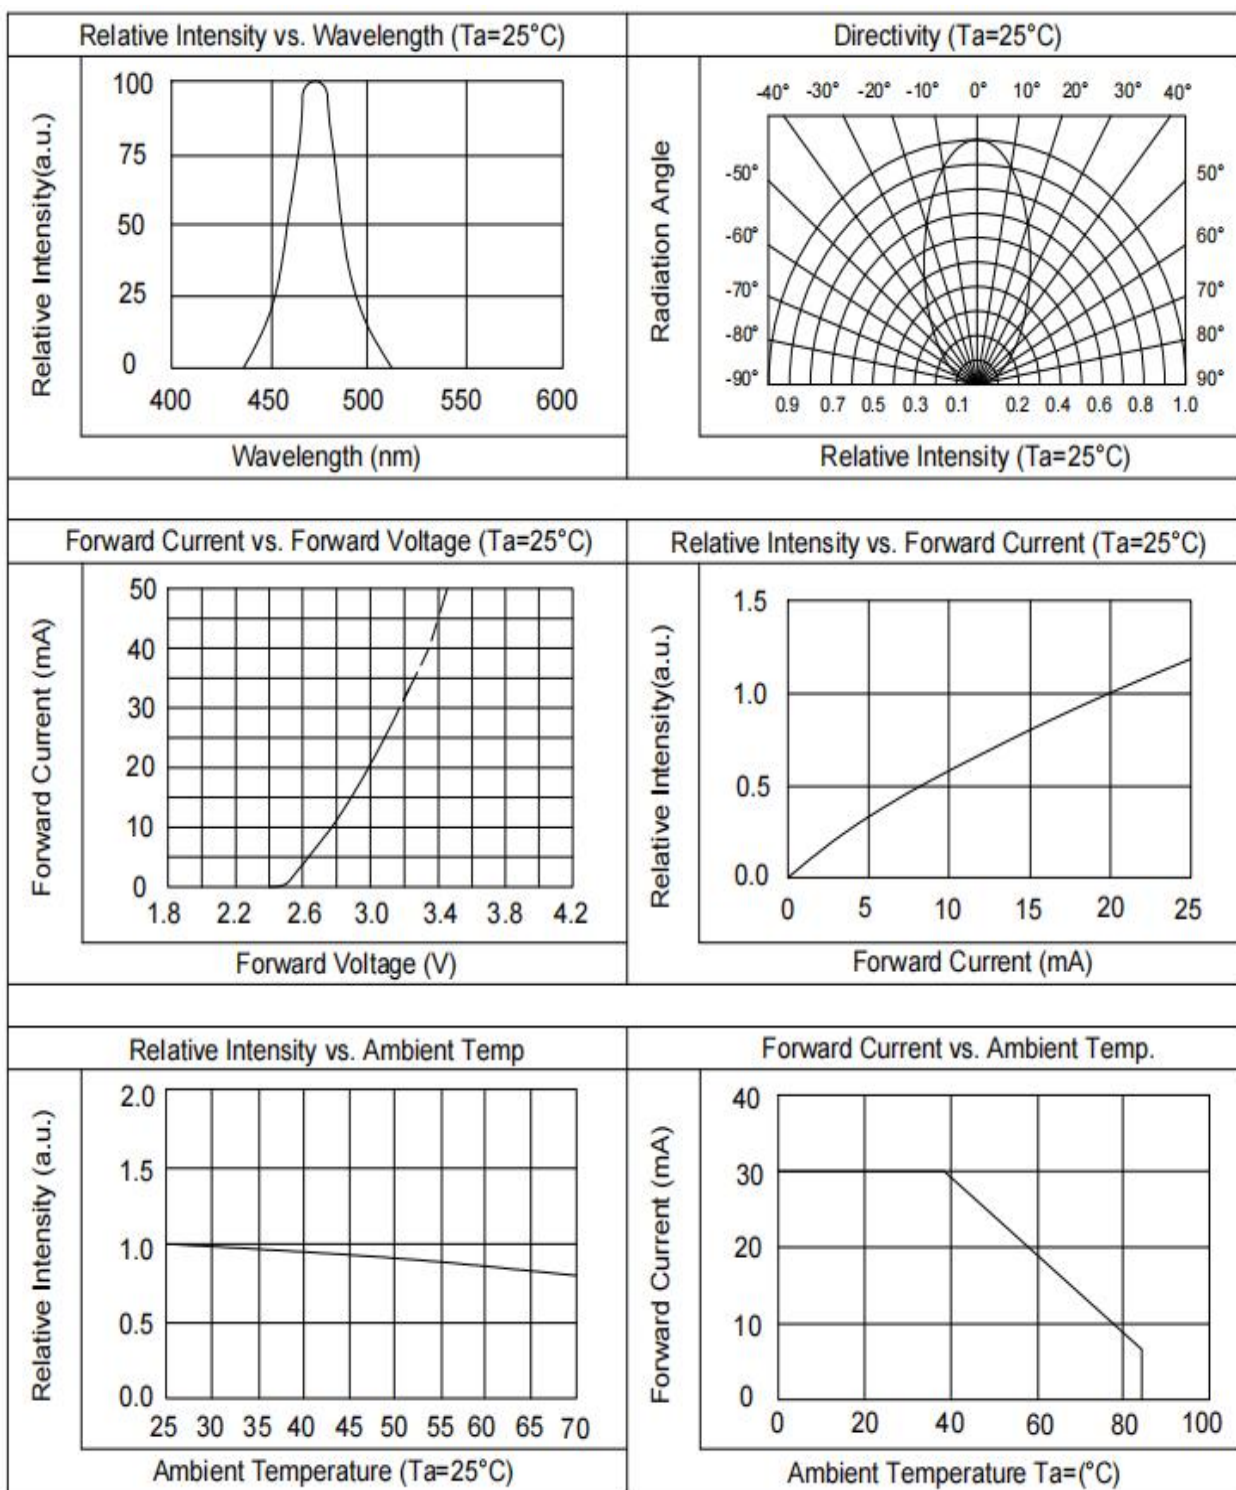 Relative Intensity vs. Wavelength (Ta=25°C)
Relative Intensity(a.u.)
100
75
50
25
0
400 450 500 550 600
Wavelength (nm)
Directivity (Ta=25°C)
Radiation Angle
-40° -30° -20° -10° 0° 10° 20° 30° 40°
-50° 50°
-60° 60°
-70° 70°
-80° 80°
-90° 90°
0.9 0.7 0.5 0.3 0.1 0.2 0.4 0.6 0.8 1.0
Relative Intensity (Ta=25°C)
Forward Current vs. Forward Voltage (Ta=25°C)
Forward Current (mA)
50
40
30
20
10
0
1.8 2.2 2.6 3.0 3.4 3.8 4.2
Forward Voltage (V)
Relative Intensity vs. Forward Current (Ta=25°C)
Relative Intensity(a.u.)
1.5
1.0
0.5
0.0
0 5 10 15 20 25
Forward Current (mA)
Relative Intensity vs. Ambient Temp
Relative Intensity (a.u.)
2.0
1.5
1.0
0.5
0.0
25 30 35 40 45 50 55 60 65 70
Ambient Temperature (Ta=25°C)
Forward Current vs. Ambient Temp.
Forward Current (mA)
40
30
20
10
0
0 20 40 60 80 100
Ambient Temperature Ta=(°C)